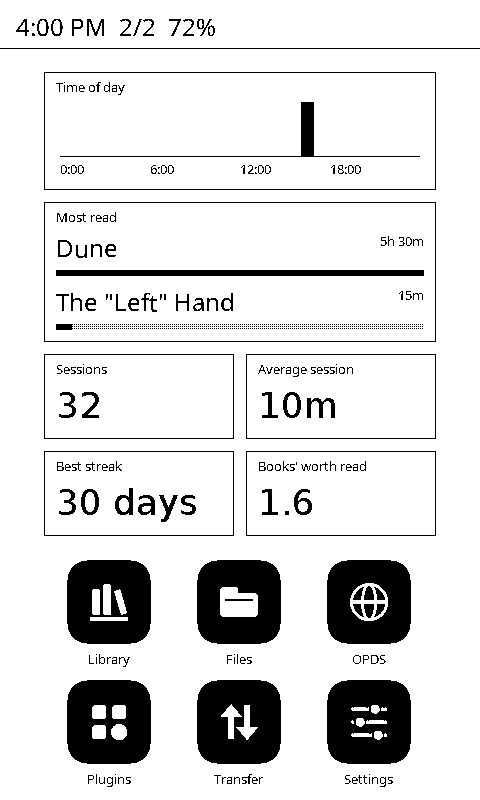 4:00 PM 2/2 72%
Time of day
0:00 6:00 12:00 18:00
Most read
Dune 5h 30m
The "Left" Hand 15m
Sessions Average session
32 10m
Best streak Books' worth read
30 days 1.6
Library Files OPDS
Plugins Transfer Settings